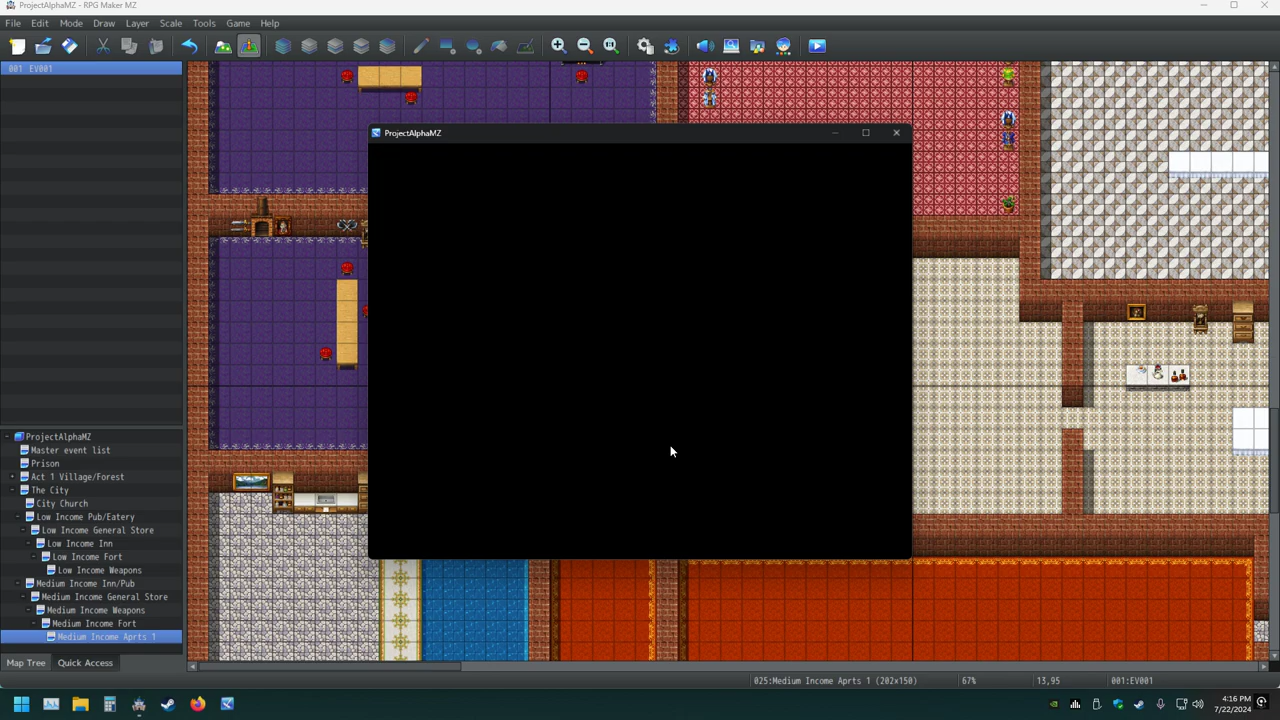 ProjectAlphaMZ - RPG Maker MZ
File Edit Mode Draw Layer Scale Tools Game Help
001 EV001
ProjectAlphaMZ
ProjectAlphaMZ
Master event list
Prison
Act 1 Village/Forest
The City
City Church
Low Income Pub/Eatery
Low Income General Store
Low Income Inn
Low Income Fort
Low Income Weapons
Medium Income Inn/Pub
Medium Income General Store
Medium Income Weapons
Medium Income Fort
Medium Income Aprts 1
Map Tree Quick Access
025:Medium Income Aprts 1 (202x150) 67% 13,95 001:EV001
4:16 PM
7/22/2024